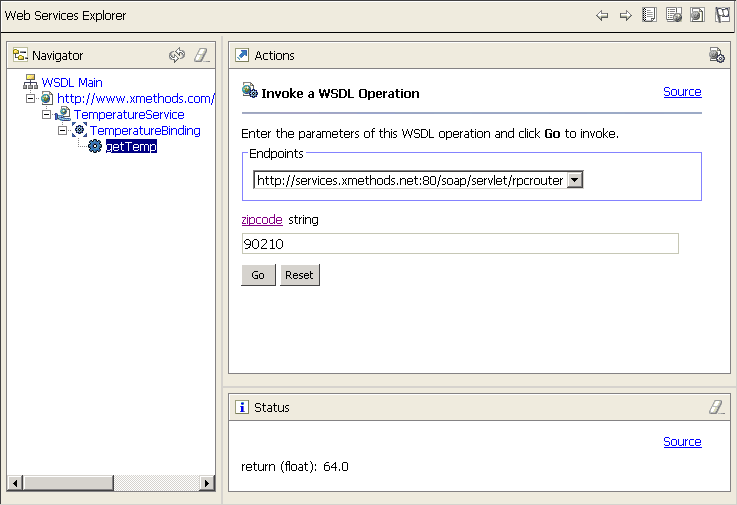 Web Services Explorer
Navigator
WSDL Main
http://www.xmethods.com/
TemperatureService
TemperatureBinding
getTemp
Actions
Invoke a WSDL Operation
Source
Enter the parameters of this WSDL operation and click Go to invoke.
Endpoints
http://services.xmethods.net:80/soap/servlet/rpcrouter
zipcode string
90210
Go Reset
Status
Source
return (float): 64.0